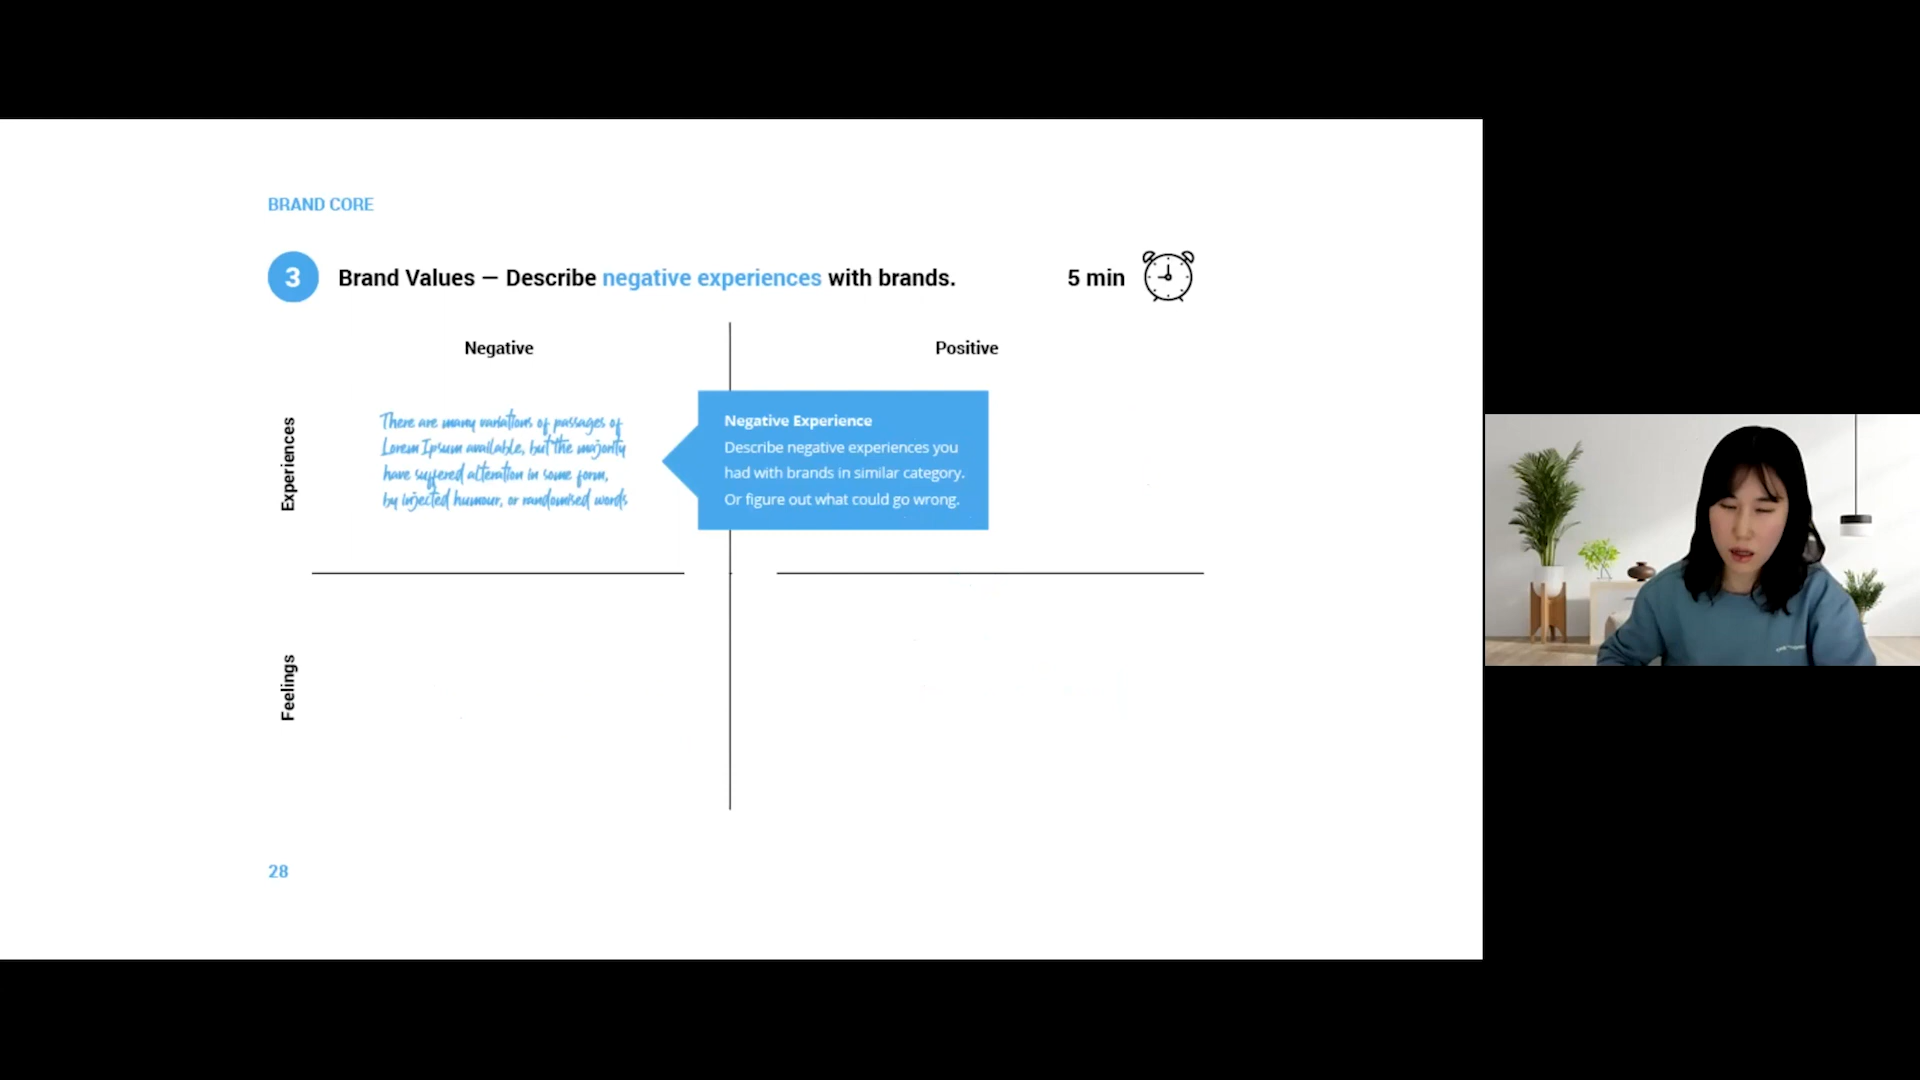 BRAND CORE
3 Brand Values — Describe negative experiences with brands. 5 min
Negative Positive
Experiences
There are many variations of passages of
Lorem Ipsum available, but the majority
have suffered alteration in some form,
by injected humour, or randomised words
Negative Experience
Describe negative experiences you
had with brands in similar category.
Or figure out what could go wrong.
Feelings
28